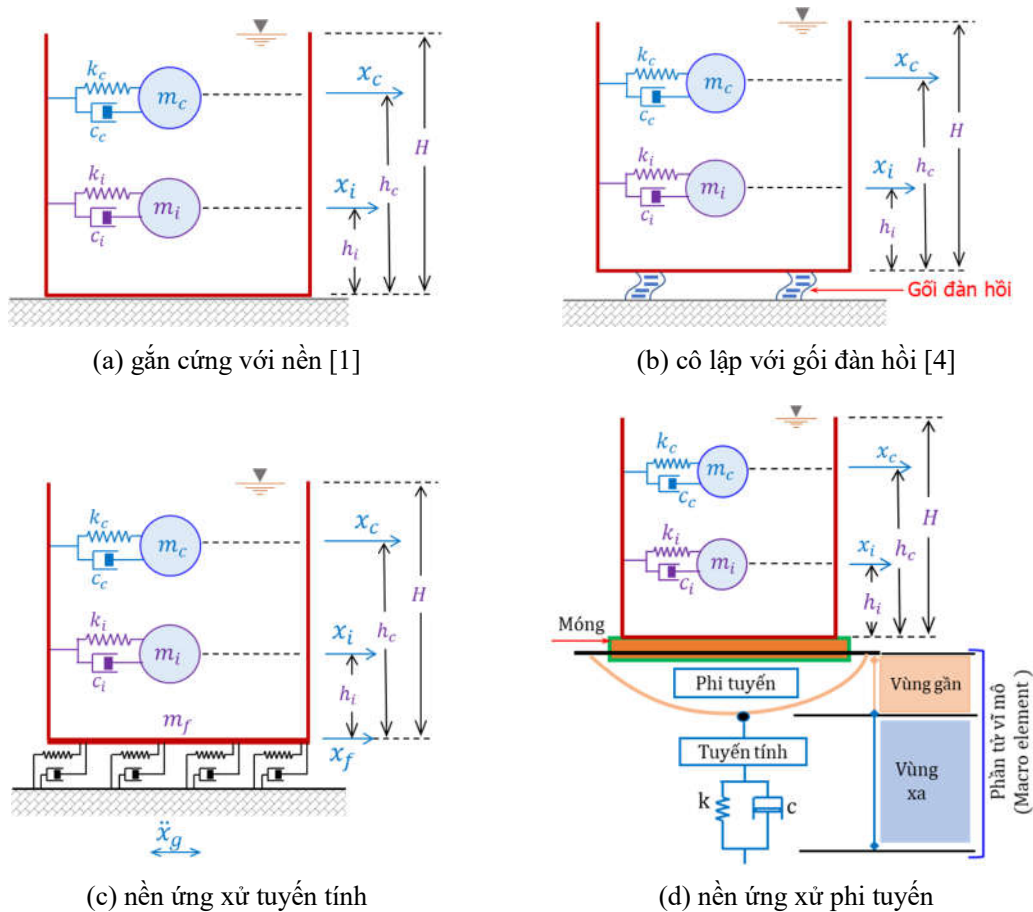 k_c
m_c
c_c
x_c
k_i
m_i
c_i
x_i
h_i
h_c
H
(a) gắn cứng với nền [1]
k_c
m_c
c_c
x_c
k_i
m_i
c_i
x_i
h_i
h_c
H
Gối đàn hồi
(b) cô lập với gối đàn hồi [4]
k_c
m_c
c_c
x_c
k_i
m_i
c_i
x_i
h_i
h_c
H
m_f
x_f
ẍ_g
(c) nền ứng xử tuyến tính
k_c
m_c
c_c
x_c
k_i
m_i
c_i
x_i
h_i
h_c
H
Móng
Phi tuyến
Tuyến tính
k
c
Vùng gần
Vùng
xa
Phần tử vĩ mô
(Macro element)
(d) nền ứng xử phi tuyến